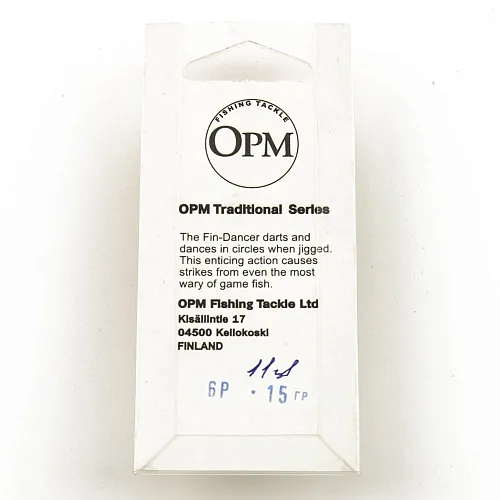 FISHING TACKLE
OPM
OPM Traditional Series
The Fin-Dancer darts and
dances in circles when jigged.
This enticing action causes
strikes from even the most
wary of game fish.
OPM Fishing Tackle Ltd
Kisällintie 17
04500 Kellokoski
FINLAND
6P · 15 ГР